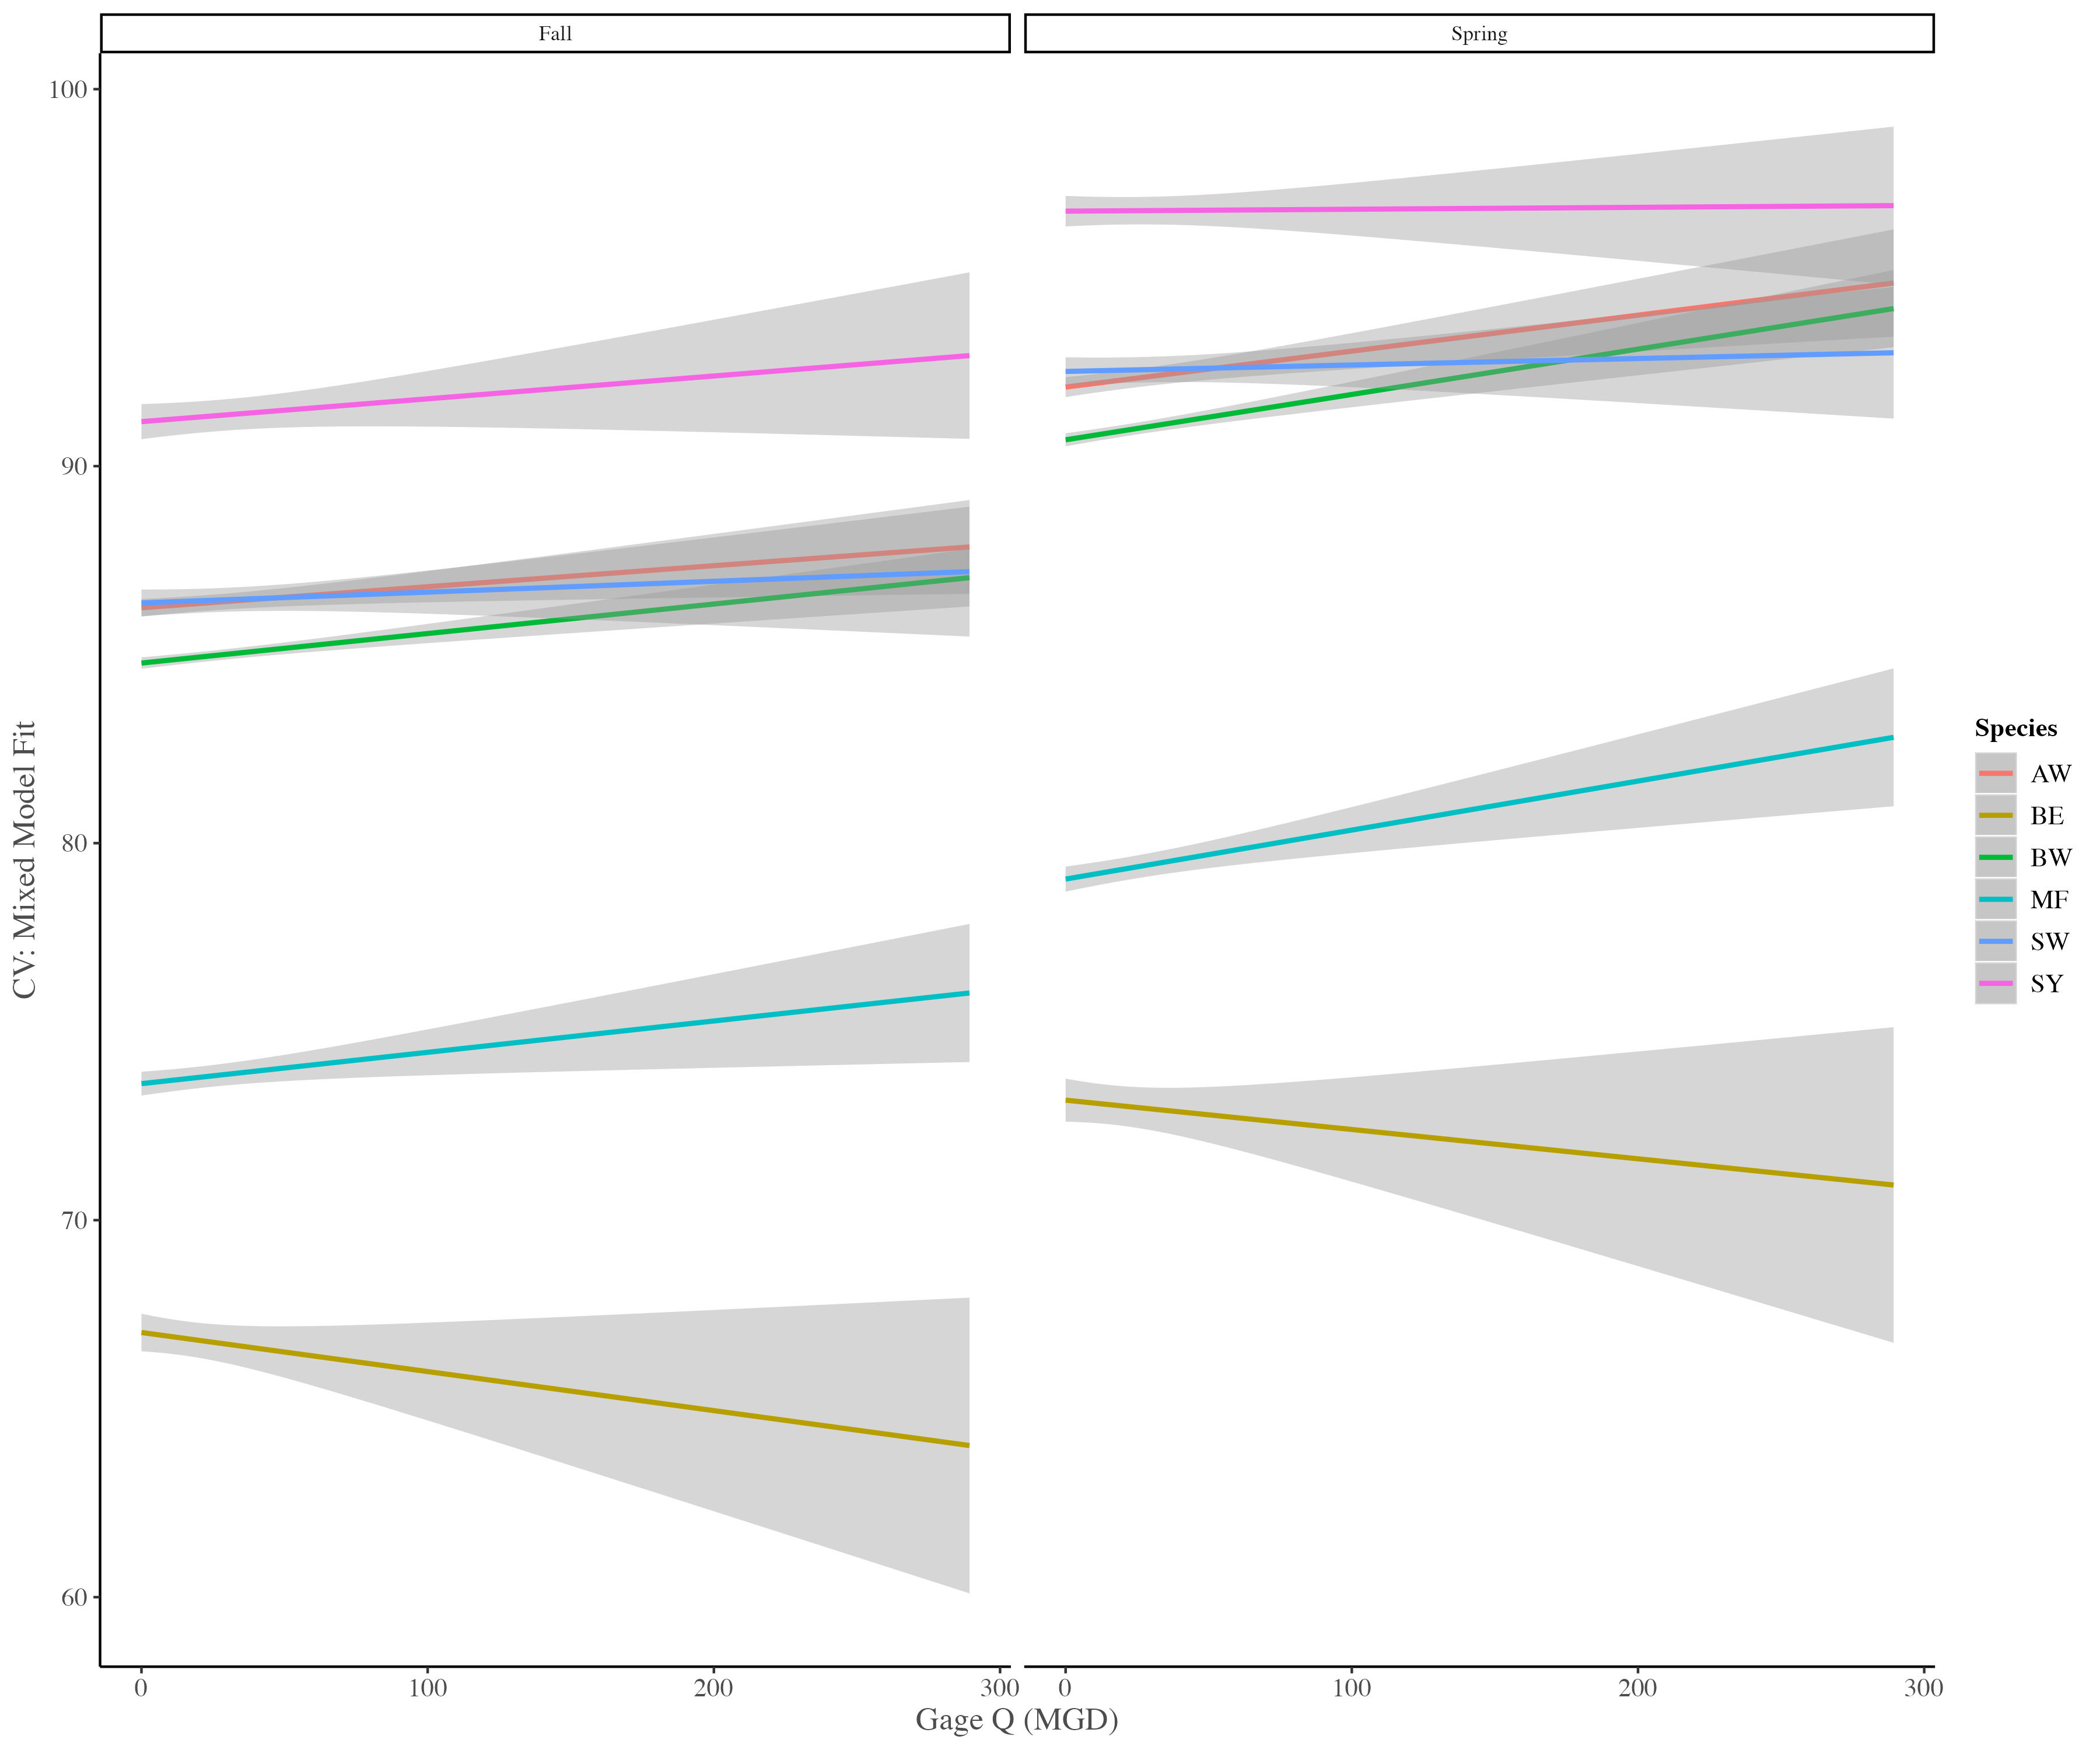 Fall
Spring
100
90
80
70
60
CV: Mixed Model Fit
0
100
200
300
0
100
200
300
Gage Q (MGD)
Species
AW
BE
BW
MF
SW
SY